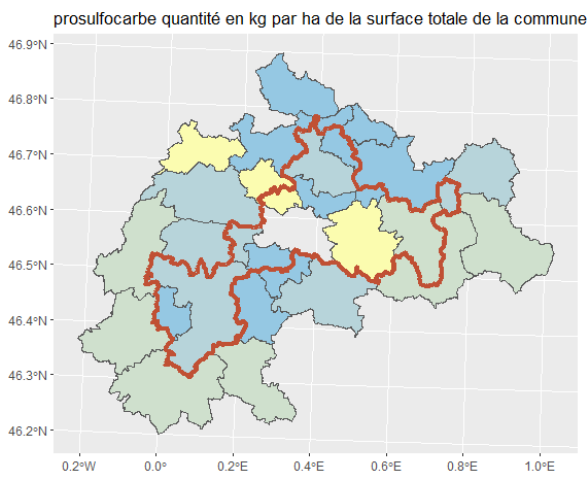 prosulfocarbe quantité en kg par ha de la surface totale de la commune
46.9°N
46.8°N
46.7°N
46.6°N
46.5°N
46.4°N
46.3°N
46.2°N
0.2°W 0.0° 0.2°E 0.4°E 0.6°E 0.8°E 1.0°E